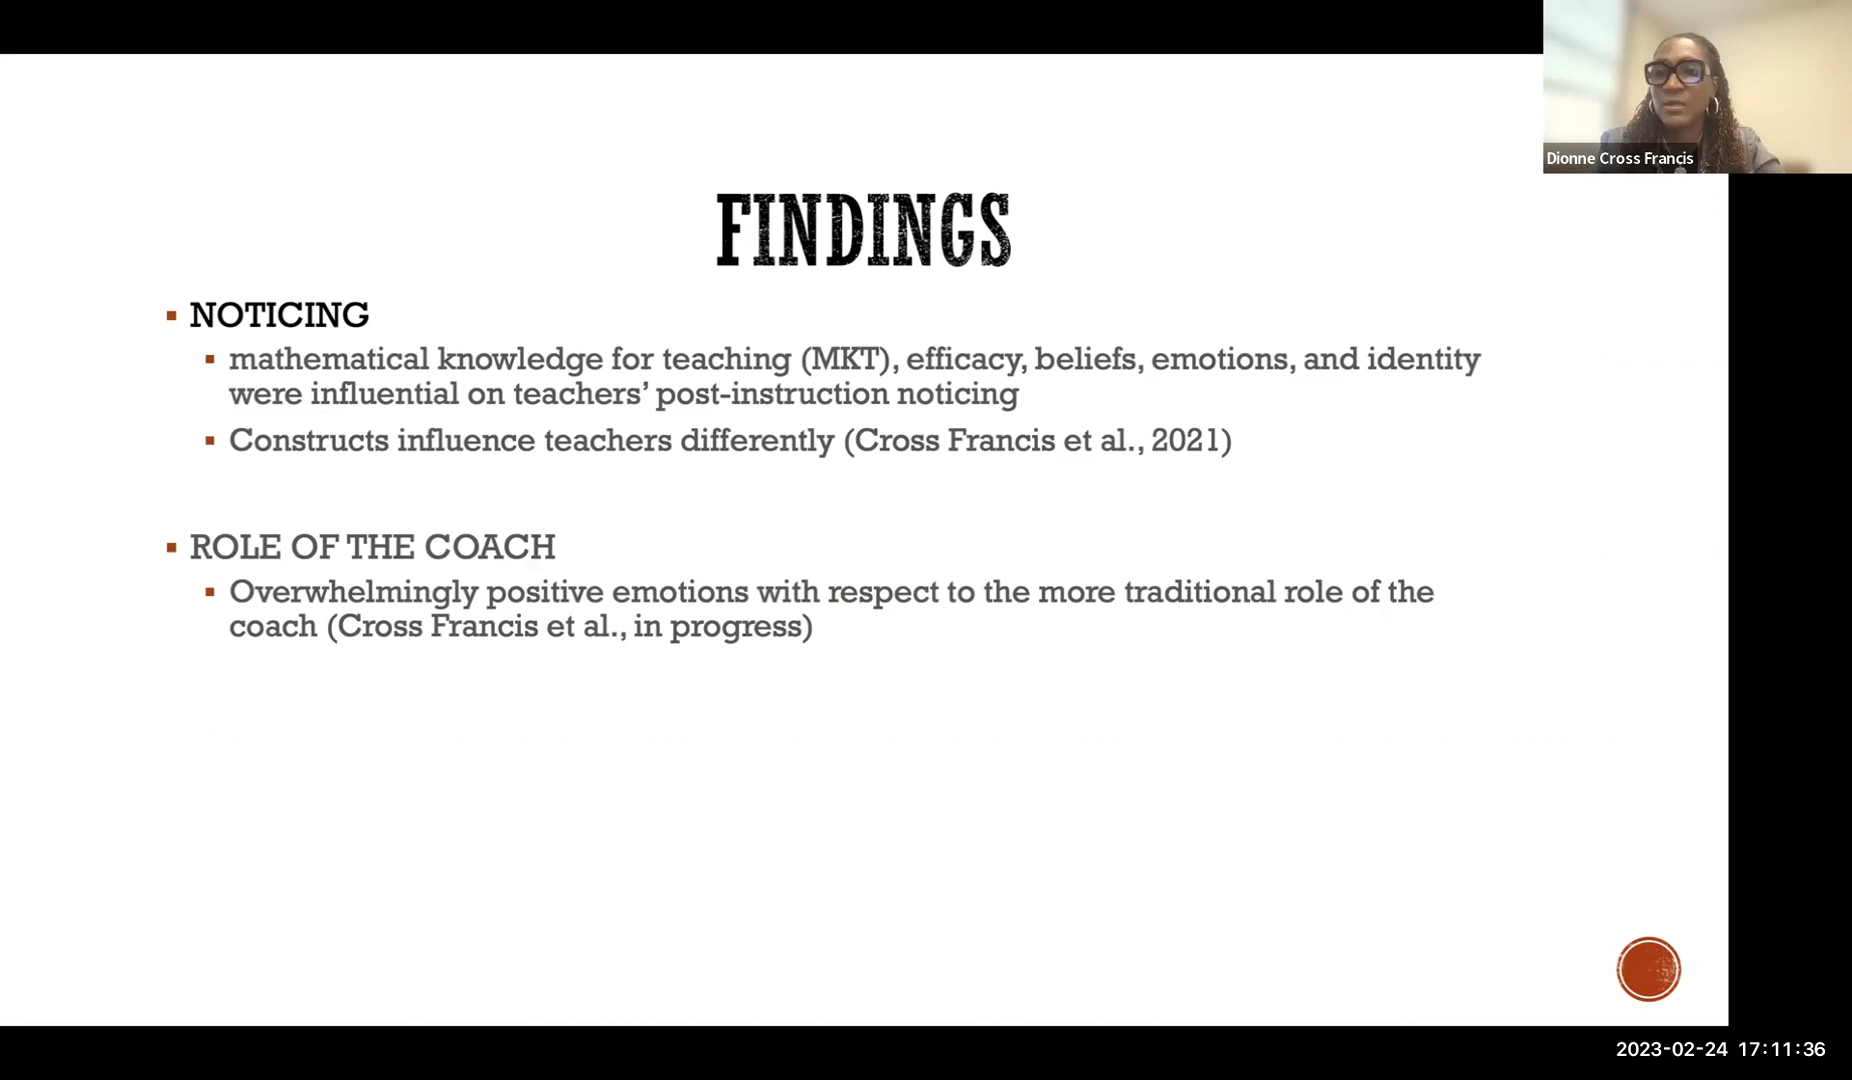 Dionne Cross Francis
FINDINGS
NOTICING
mathematical knowledge for teaching (MKT), efficacy, beliefs, emotions, and identity
were influential on teachers’ post-instruction noticing
Constructs influence teachers differently (Cross Francis et al., 2021)
ROLE OF THE COACH
Overwhelmingly positive emotions with respect to the more traditional role of the
coach (Cross Francis et al., in progress)
2023-02-24 17:11:36